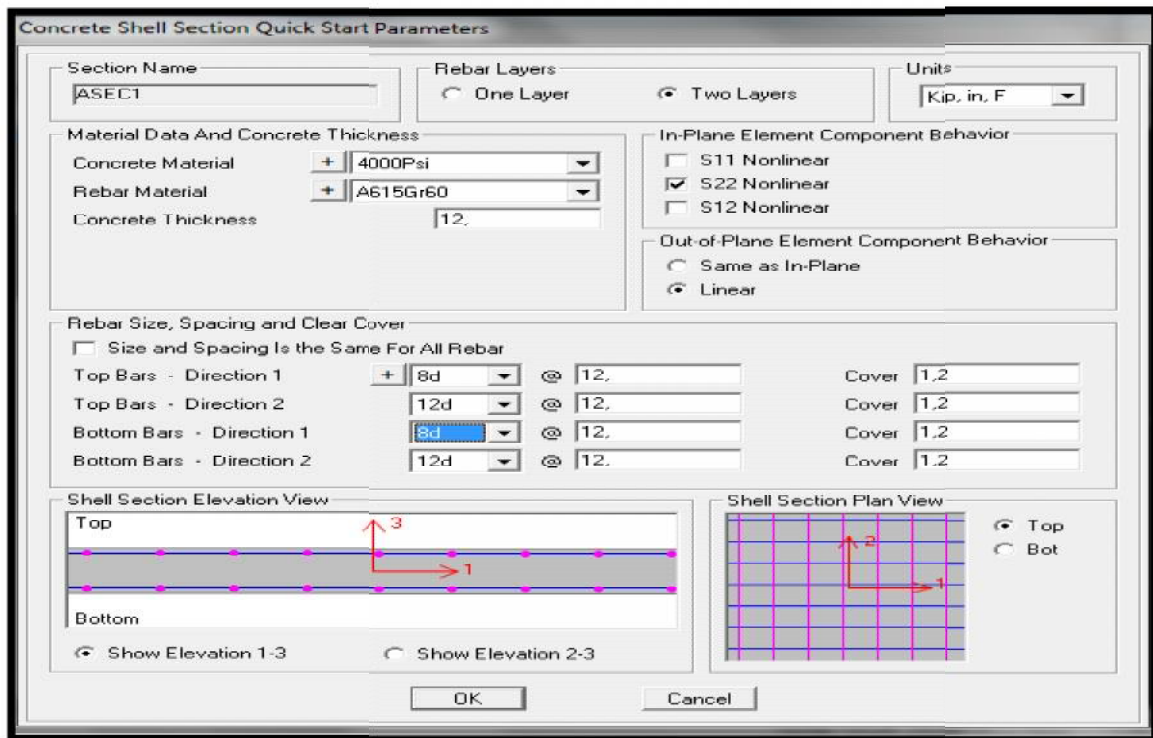 Concrete Shell Section Quick Start Parameters
Section Name
ASEC1
Rebar Layers
One Layer
Two Layers
Units
Kip, in, F
Material Data And Concrete Thickness
Concrete Material + 4000Psi
Rebar Material + A615Gr60
Concrete Thickness 12,
In-Plane Element Component Behavior
S11 Nonlinear
S22 Nonlinear
S12 Nonlinear
Out-of-Plane Element Component Behavior
Same as In-Plane
Linear
Rebar Size, Spacing and Clear Cover
Size and Spacing Is the Same For All Rebar
Top Bars - Direction 1 + 8d @ 12, Cover 1,2
Top Bars - Direction 2 12d @ 12, Cover 1,2
Bottom Bars - Direction 1 8d @ 12, Cover 1,2
Bottom Bars - Direction 2 12d @ 12, Cover 1,2
Shell Section Elevation View
Top
3
1
Bottom
Show Elevation 1-3
Show Elevation 2-3
Shell Section Plan View
2
1
Top
Bot
OK
Cancel